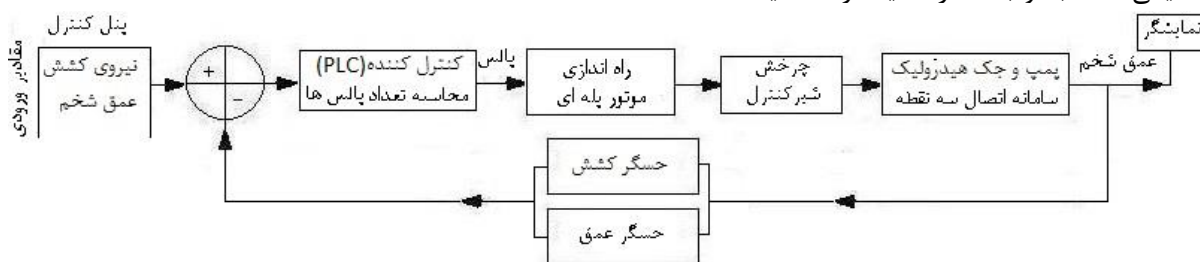 پنل کنترل
مقادیر ورودی
نیروی کشش
عمق شخم
+
−
کنترل کننده(PLC)
محاسبه تعداد پالس ها
پالس
راه اندازی
موتور پله ای
چرخش
شیر کنترل
پمپ و جک هیدرولیک
سامانه اتصال سه نقطه
عمق شخم
نمایشگر
حسگر کشش
حسگر عمق